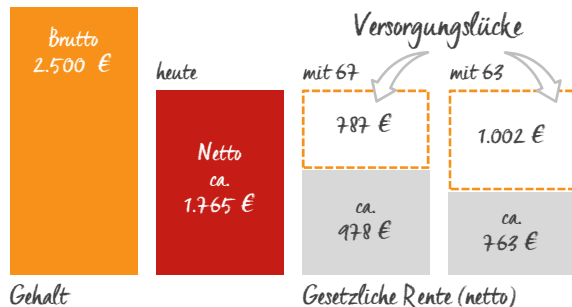 Versorgungslücke
Brutto
2.500 €
heute
mit 67
mit 63
787 €
1.002 €
Netto
ca.
1.765 €
ca.
978 €
ca.
763 €
Gehalt
Gesetzliche Rente (netto)